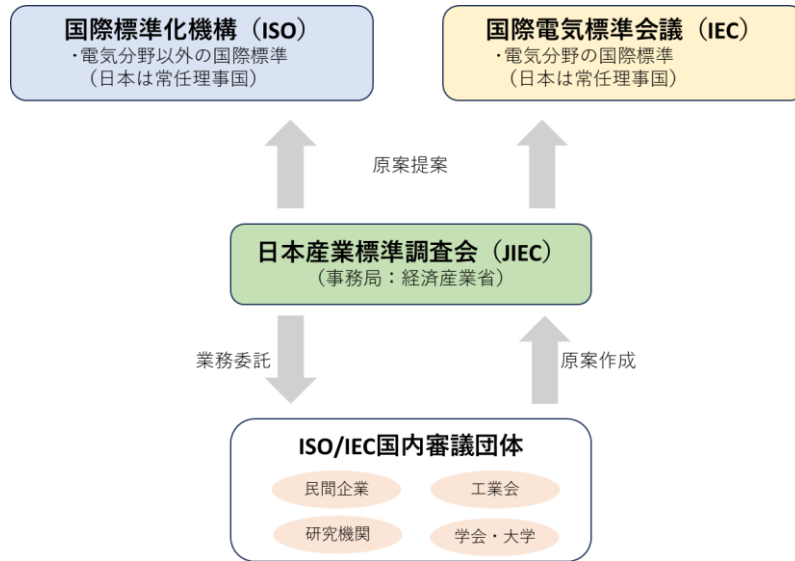 国際標準化機構（ISO）
・電気分野以外の国際標準
（日本は常任理事国）
国際電気標準会議（IEC）
・電気分野の国際標準
（日本は常任理事国）
原案提案
日本産業標準調査会（JIEC）
（事務局：経済産業省）
業務委託
原案作成
ISO/IEC国内審議団体
民間企業
工業会
研究機関
学会・大学